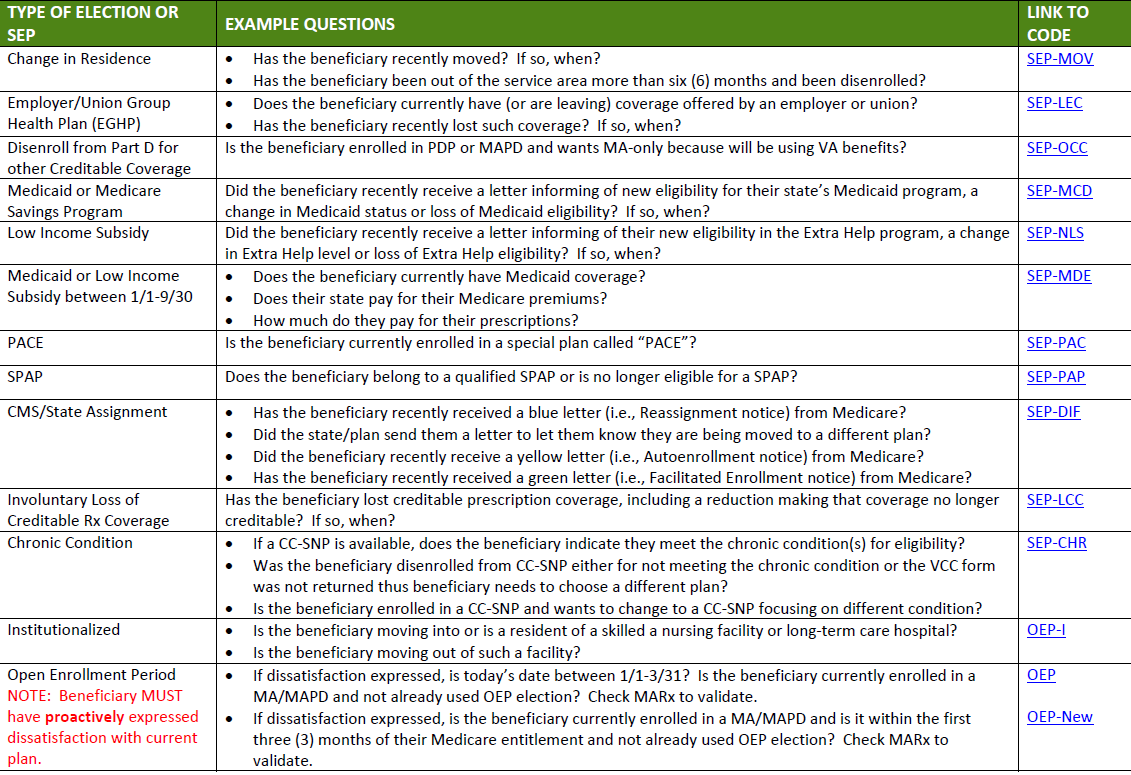 TYPE OF ELECTION OR
SEP
EXAMPLE QUESTIONS
LINK TO
CODE
Change in Residence
• Has the beneficiary recently moved? If so, when?
• Has the beneficiary been out of the service area more than six (6) months and been disenrolled?
SEP-MOV
Employer/Union Group
Health Plan (EGHP)
• Does the beneficiary currently have (or are leaving) coverage offered by an employer or union?
• Has the beneficiary recently lost such coverage? If so, when?
SEP-LEC
Disenroll from Part D for
other Creditable Coverage
Is the beneficiary enrolled in PDP or MAPD and wants MA-only because will be using VA benefits?
SEP-OCC
Medicaid or Medicare
Savings Program
Did the beneficiary recently receive a letter informing of new eligibility for their state's Medicaid program, a
change in Medicaid status or loss of Medicaid eligibility? If so, when?
SEP-MCD
Low Income Subsidy
Did the beneficiary recently receive a letter informing of their new eligibility in the Extra Help program, a change
in Extra Help level or loss of Extra Help eligibility? If so, when?
SEP-NLS
Medicaid or Low Income
Subsidy between 1/1-9/30
• Does the beneficiary currently have Medicaid coverage?
• Does their state pay for their Medicare premiums?
• How much do they pay for their prescriptions?
SEP-MDE
PACE
Is the beneficiary currently enrolled in a special plan called "PACE"?
SEP-PAC
SPAP
Does the beneficiary belong to a qualified SPAP or is no longer eligible for a SPAP?
SEP-PAP
CMS/State Assignment
• Has the beneficiary recently received a blue letter (i.e., Reassignment notice) from Medicare?
• Did the state/plan send them a letter to let them know they are being moved to a different plan?
• Did the beneficiary recently receive a yellow letter (i.e., Autoenrollment notice) from Medicare?
• Has the beneficiary recently received a green letter (i.e., Facilitated Enrollment notice) from Medicare?
SEP-DIF
Involuntary Loss of
Creditable Rx Coverage
Has the beneficiary lost creditable prescription coverage, including a reduction making that coverage no longer
creditable? If so, when?
SEP-LCC
Chronic Condition
• If a CC-SNP is available, does the beneficiary indicate they meet the chronic condition(s) for eligibility?
• Was the beneficiary disenrolled from CC-SNP either for not meeting the chronic condition or the VCC form
was not returned thus beneficiary needs to choose a different plan?
• Is the beneficiary enrolled in a CC-SNP and wants to change to a CC-SNP focusing on different condition?
SEP-CHR
Institutionalized
• Is the beneficiary moving into or is a resident of a skilled a nursing facility or long-term care hospital?
• Is the beneficiary moving out of such a facility?
OEP-I
Open Enrollment Period
NOTE: Beneficiary MUST
have proactively expressed
dissatisfaction with current
plan.
• If dissatisfaction expressed, is today's date between 1/1-3/31? Is the beneficiary currently enrolled in a
MA/MAPD and not already used OEP election? Check MARx to validate.
• If dissatisfaction expressed, is the beneficiary currently enrolled in a MA/MAPD and is it within the first
three (3) months of their Medicare entitlement and not already used OEP election? Check MARx to
validate.
OEP
OEP-New